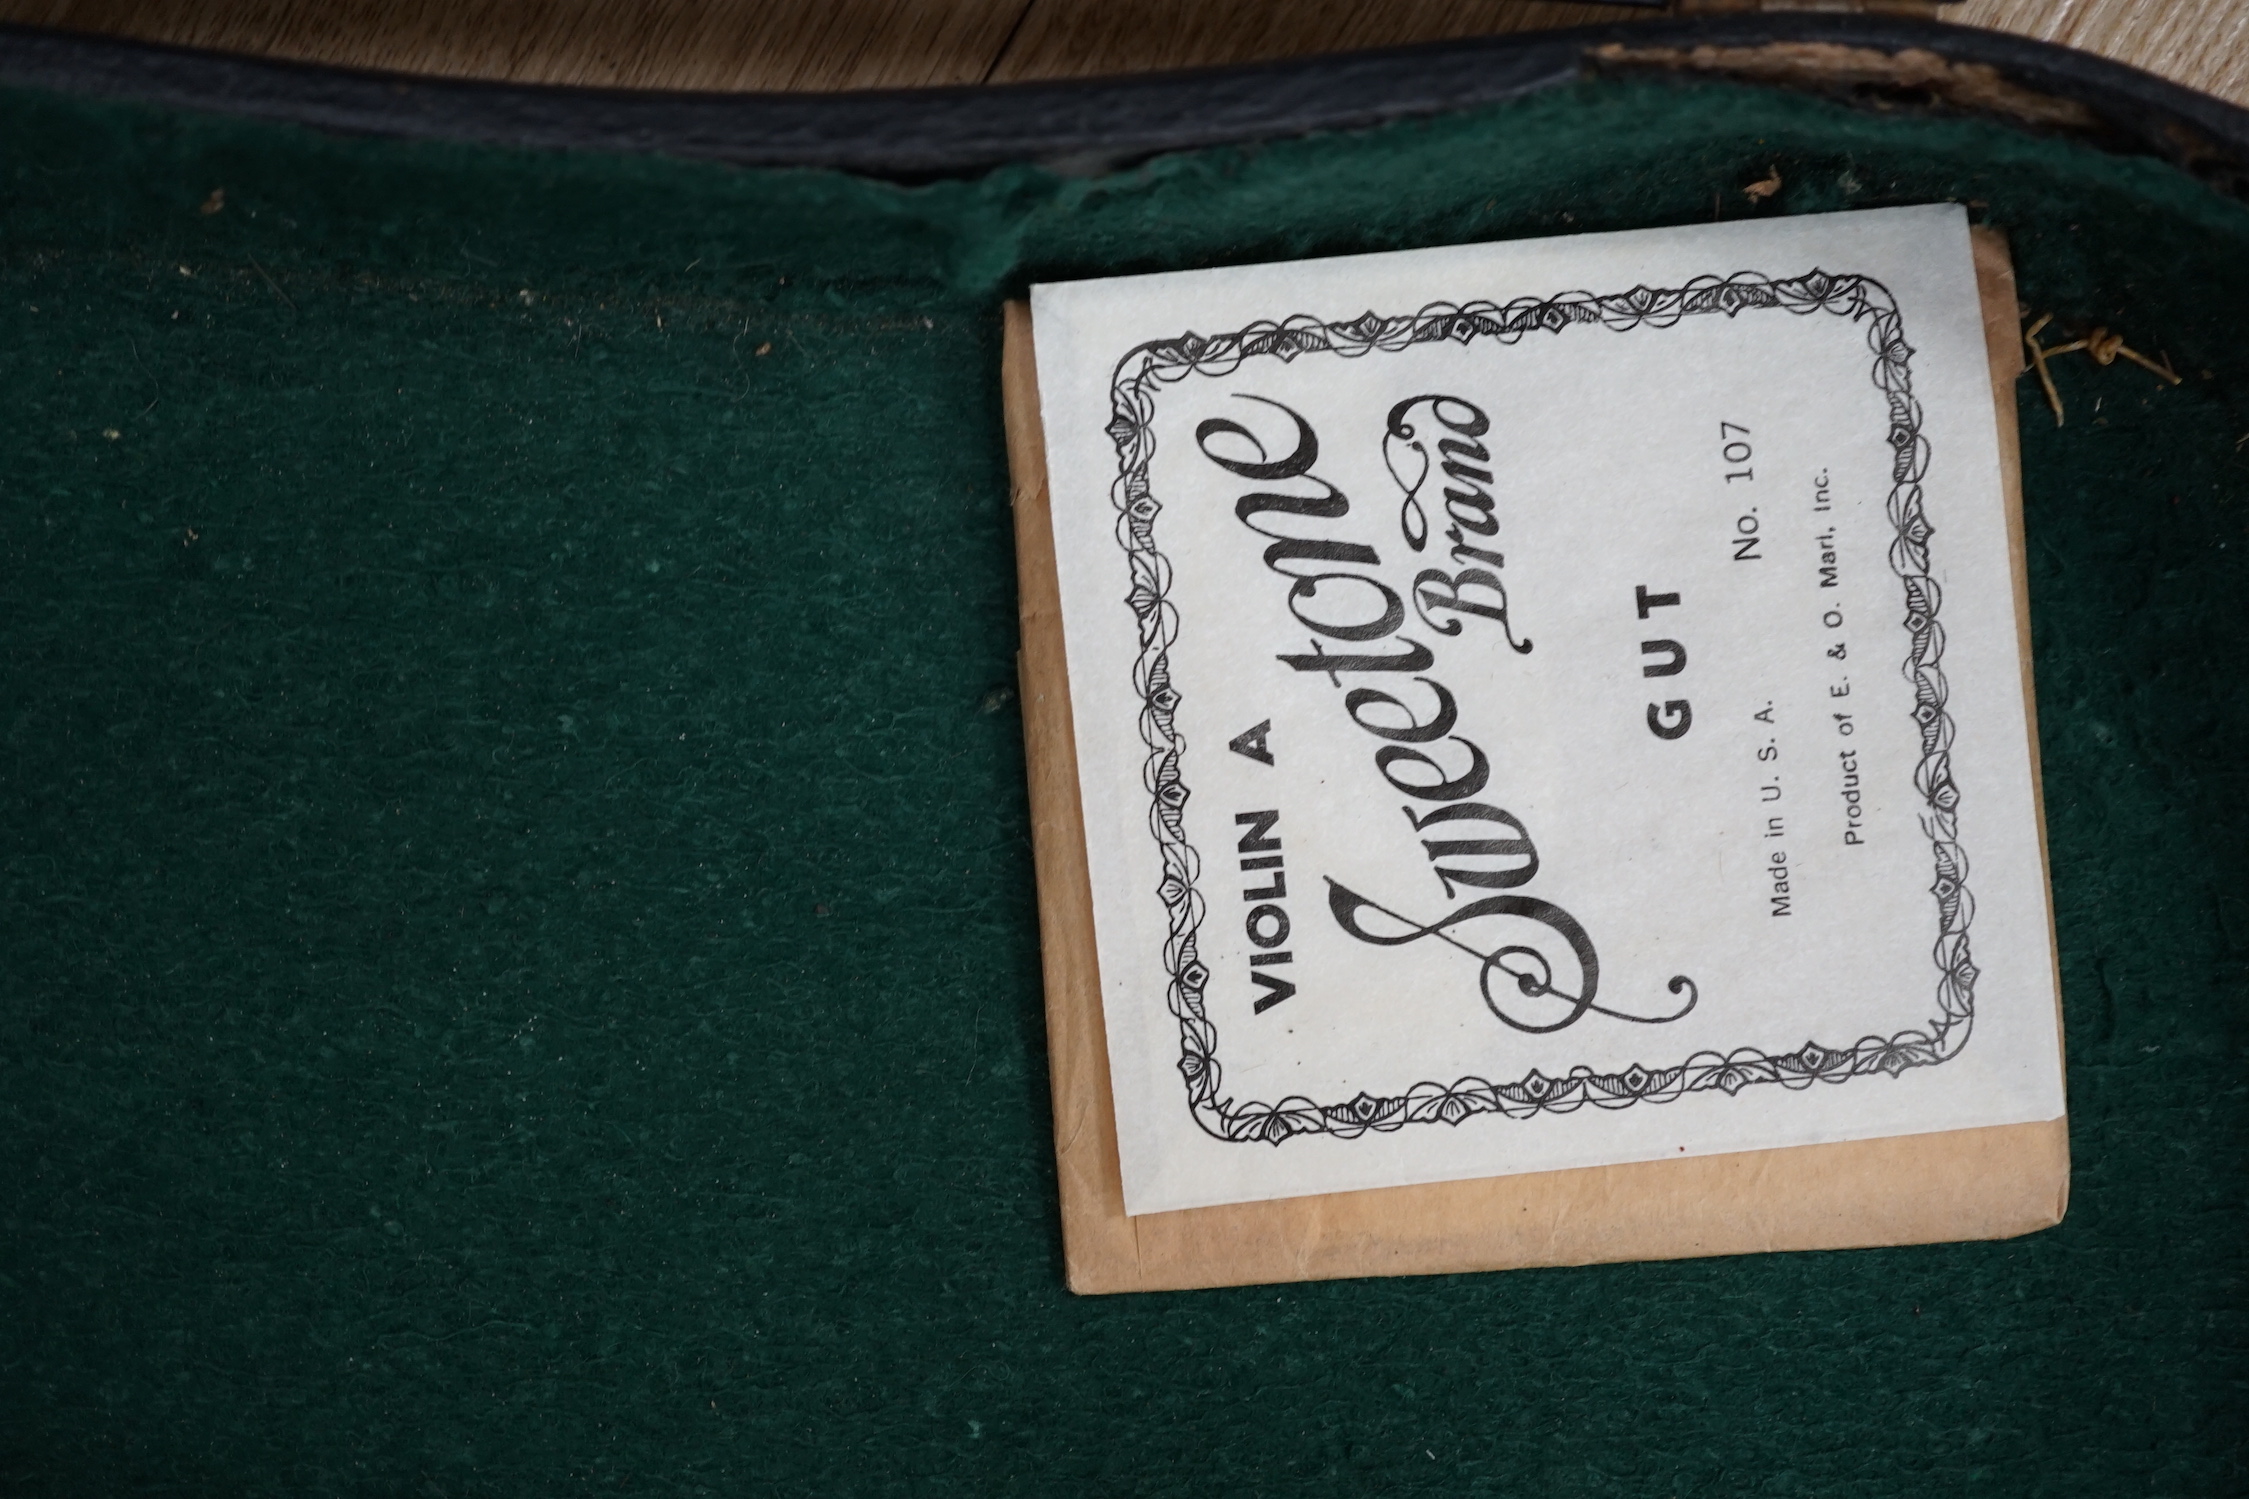 VIOLIN A
Sweetone
Brand
GUT
Made in U. S. A. No. 107
Product of E. & O. Mari, Inc.